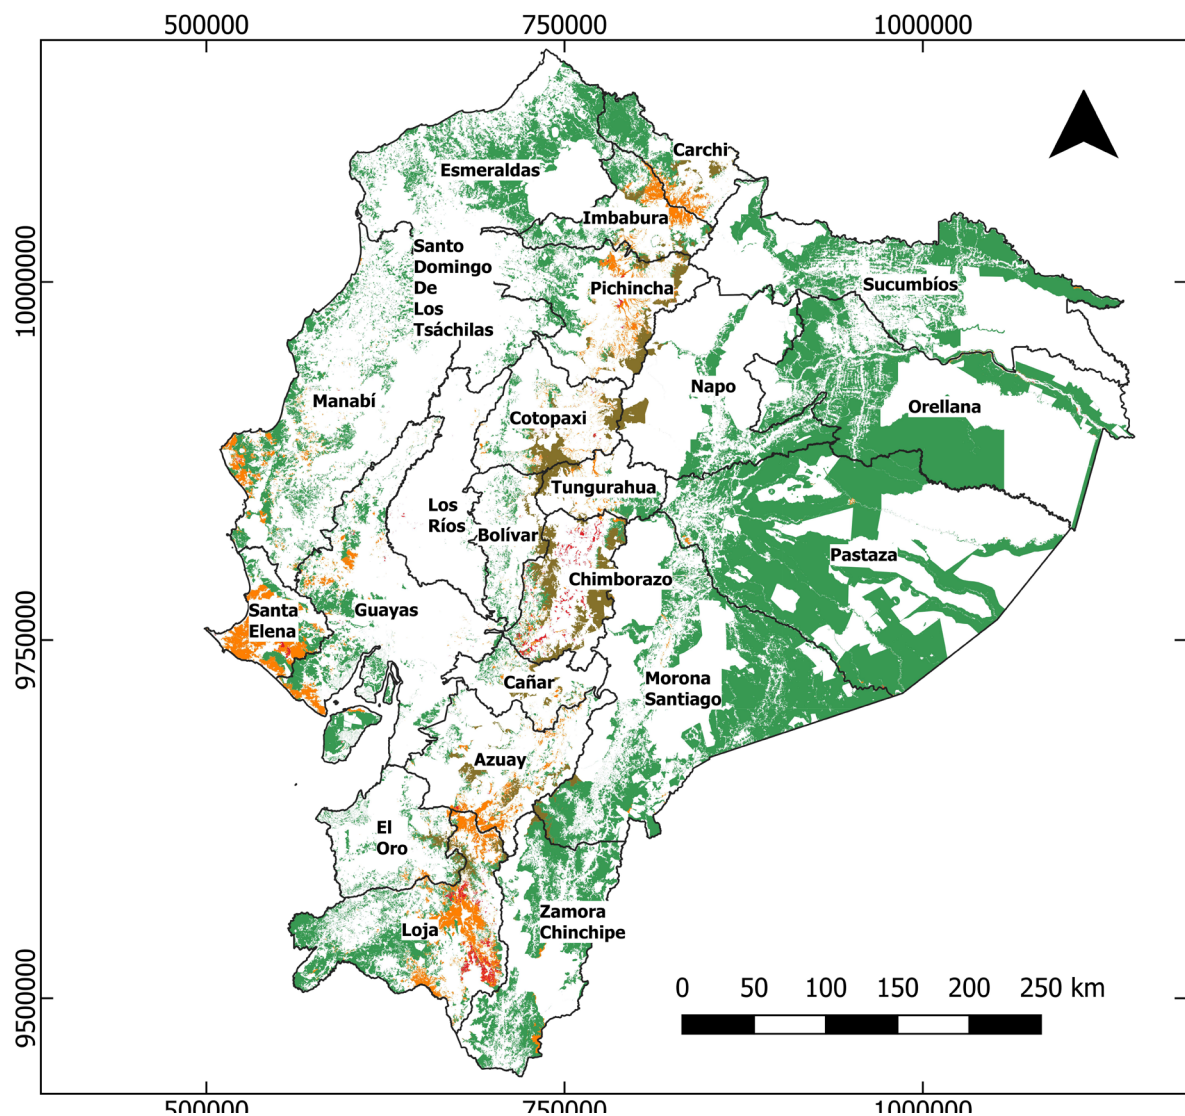 500000 750000 1000000
Carchi
Esmeraldas
Imbabura
Santo
Domingo
De
Los
Tsáchilas
Pichincha
Sucumbíos
10000000
Napo
Manabí
Orellana
Cotopaxi
Tungurahua
Los
Ríos
Bolívar
Pastaza
Chimborazo
Santa
Elena
Guayas
9750000
Cañar
Morona
Santiago
Azuay
El
Oro
Zamora
Chinchipe
Loja
0 50 100 150 200 250 km
9500000
500000 750000 1000000